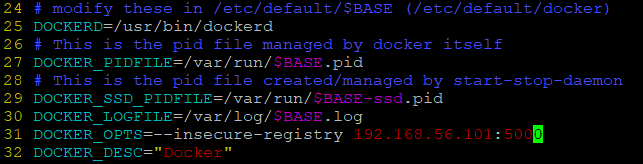 24 # modify these in /etc/default/$BASE (/etc/default/docker)
25 DOCKERD=/usr/bin/dockerd
26 # This is the pid file managed by docker itself
27 DOCKER_PIDFILE=/var/run/$BASE.pid
28 # This is the pid file created/managed by start-stop-daemon
29 DOCKER_SSD_PIDFILE=/var/run/$BASE-ssd.pid
30 DOCKER_LOGFILE=/var/log/$BASE.log
31 DOCKER_OPTS=--insecure-registry 192.168.56.101:5000
32 DOCKER_DESC="Docker"